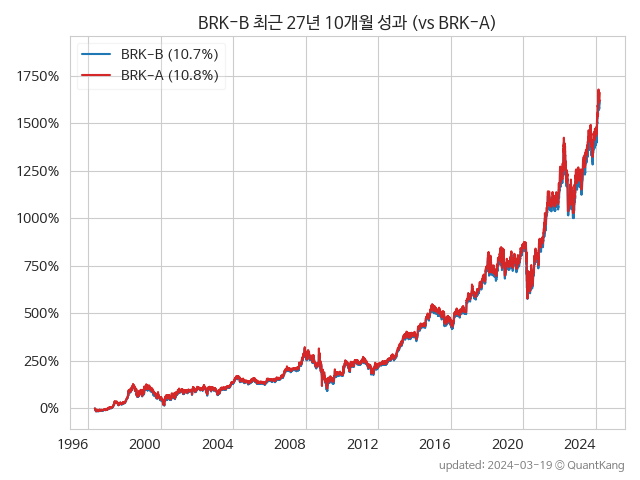 BRK-B 최근 27년 10개월 성과 (vs BRK-A)
BRK-B (10.7%)
BRK-A (10.8%)
1750%
1500%
1250%
1000%
750%
500%
250%
0%
1996 2000 2004 2008 2012 2016 2020 2024
updated: 2024-03-19 © QuantKang